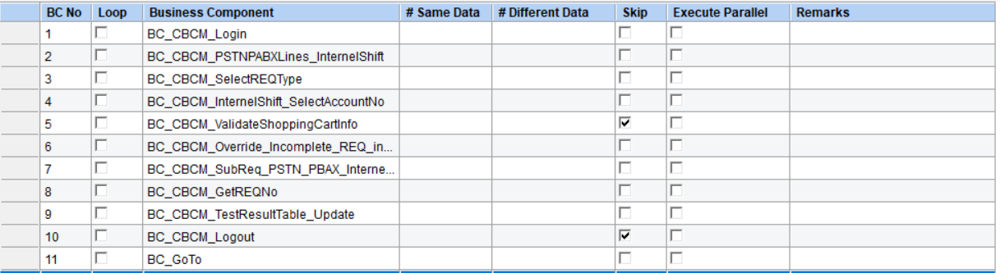 BC No Loop Business Component # Same Data # Different Data Skip Execute Parallel Remarks
1 BC_CBCM_Login
2 BC_CBCM_PSTNPABXLines_InternelShift
3 BC_CBCM_SelectREQType
4 BC_CBCM_InternelShift_SelectAccountNo
5 BC_CBCM_ValidateShoppingCartInfo
6 BC_CBCM_Override_Incomplete_REQ_in...
7 BC_CBCM_SubReq_PSTN_PBAX_Interne...
8 BC_CBCM_GetREQNo
9 BC_CBCM_TestResultTable_Update
10 BC_CBCM_Logout
11 BC_GoTo